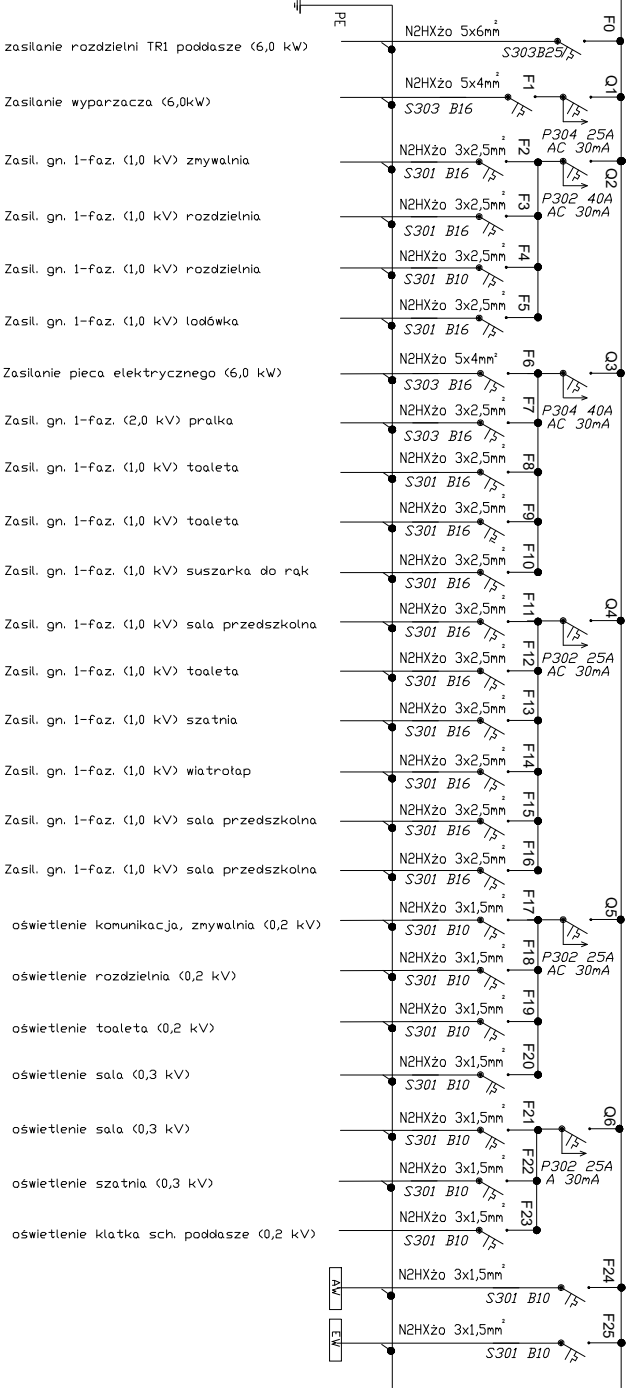 PE
F0
N2HXżo 5x6mm²
zasilanie rozdzielni TR1 poddasze (6,0 kW)
S303B25
Q1
F1
N2HXżo 5x4mm²
Zasilanie wyparzacza (6,0kW)
S303 B16
P304 25A
AC 30mA
Q2
F2
N2HXżo 3x2,5mm²
Zasil. gn. 1-faz. (1,0 kV) zmywalnia
S301 B16
P302 40A
AC 30mA
F3
N2HXżo 3x2,5mm²
Zasil. gn. 1-faz. (1,0 kV) rozdzielnia
S301 B16
F4
N2HXżo 3x2,5mm²
Zasil. gn. 1-faz. (1,0 kV) rozdzielnia
S301 B10
F5
N2HXżo 3x2,5mm²
Zasil. gn. 1-faz. (1,0 kV) lodówka
S301 B16
Q3
F6
N2HXżo 5x4mm²
Zasilanie pieca elektrycznego (6,0 kW)
S303 B16
P304 40A
AC 30mA
F7
N2HXżo 3x2,5mm²
Zasil. gn. 1-faz. (2,0 kV) pralka
S303 B16
F8
N2HXżo 3x2,5mm²
Zasil. gn. 1-faz. (1,0 kV) toaleta
S301 B16
F9
N2HXżo 3x2,5mm²
Zasil. gn. 1-faz. (1,0 kV) toaleta
S301 B16
F10
N2HXżo 3x2,5mm²
Zasil. gn. 1-faz. (1,0 kV) suszarka do rąk
S301 B16
Q4
F11
N2HXżo 3x2,5mm²
Zasil. gn. 1-faz. (1,0 kV) sala przedszkolna
S301 B16
P302 25A
AC 30mA
F12
N2HXżo 3x2,5mm²
Zasil. gn. 1-faz. (1,0 kV) toaleta
S301 B16
F13
N2HXżo 3x2,5mm²
Zasil. gn. 1-faz. (1,0 kV) szatnia
S301 B16
F14
N2HXżo 3x2,5mm²
Zasil. gn. 1-faz. (1,0 kV) wiatrołap
S301 B16
F15
N2HXżo 3x2,5mm²
Zasil. gn. 1-faz. (1,0 kV) sala przedszkolna
S301 B16
F16
N2HXżo 3x2,5mm²
Zasil. gn. 1-faz. (1,0 kV) sala przedszkolna
S301 B16
Q5
F17
N2HXżo 3x1,5mm²
oświetlenie komunikacja, zmywalnia (0,2 kV)
S301 B10
P302 25A
AC 30mA
F18
N2HXżo 3x1,5mm²
oświetlenie rozdzielnia (0,2 kV)
S301 B10
F19
N2HXżo 3x1,5mm²
oświetlenie toaleta (0,2 kV)
S301 B10
F20
N2HXżo 3x1,5mm²
oświetlenie sala (0,3 kV)
S301 B10
Q6
F21
N2HXżo 3x1,5mm²
oświetlenie sala (0,3 kV)
S301 B10
P302 25A
A 30mA
F22
N2HXżo 3x1,5mm²
oświetlenie szatnia (0,3 kV)
S301 B10
F23
N2HXżo 3x1,5mm²
oświetlenie klatka sch. poddasze (0,2 kV)
S301 B10
F24
N2HXżo 3x1,5mm²
AW
S301 B10
F25
N2HXżo 3x1,5mm²
EW
S301 B10